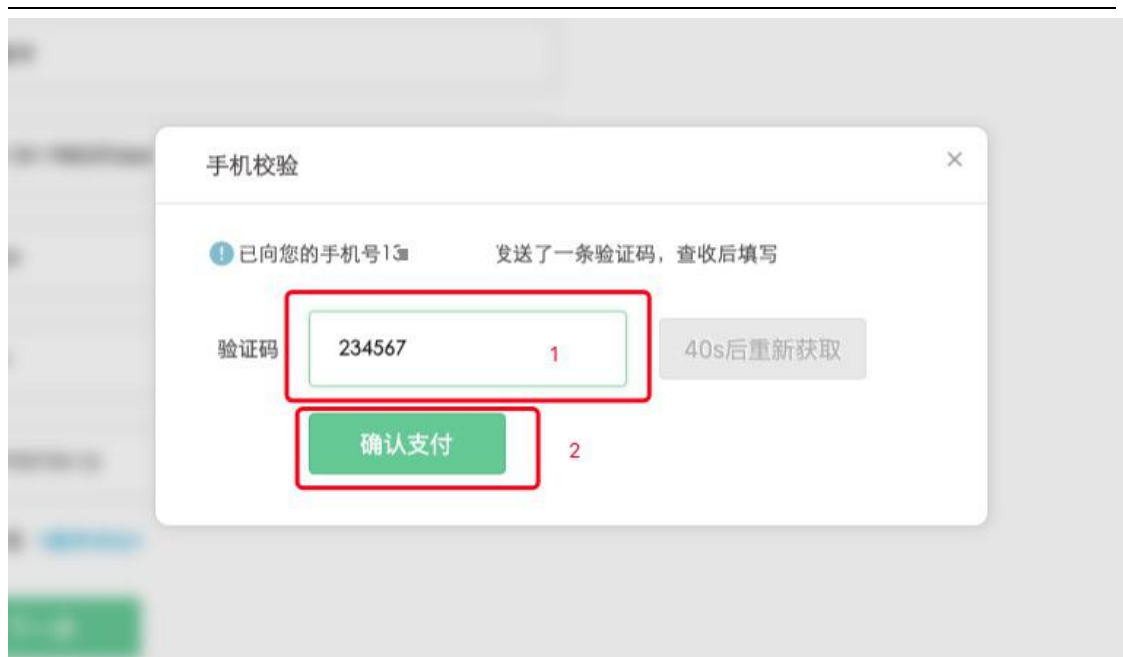 手机校验
×
! 已向您的手机号13 发送了一条验证码，查收后填写
验证码 234567 1 40s后重新获取
确认支付 2